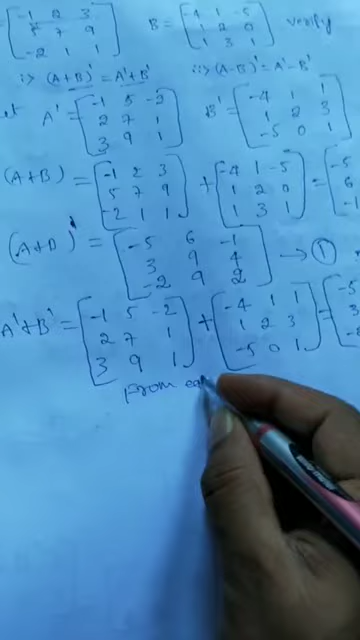 = [-1 2 3
5 7 9
-2 1 1] B = [-4 1 -5
1 2 0
1 3 1] verify
i> (A+B)' = A'+B' ii> (A-B)' = A'-B'
let A' = [-1 5 -2
2 7 1
3 9 1] B' = [-4 1 1
1 2 3
-5 0 1]
(A+B) = [-1 2 3
5 7 9
-2 1 1] + [-4 1 -5
1 2 0
1 3 1] = [-5
6
-1
(A+B)' = [-5 6 -1
3 9 4
-2 9 2] → ①
A'+B' = [-1 5 -2
2 7 1
3 9 1] + [-4 1 1
1 2 3
-5 0 1] = [-5
3
-2
From